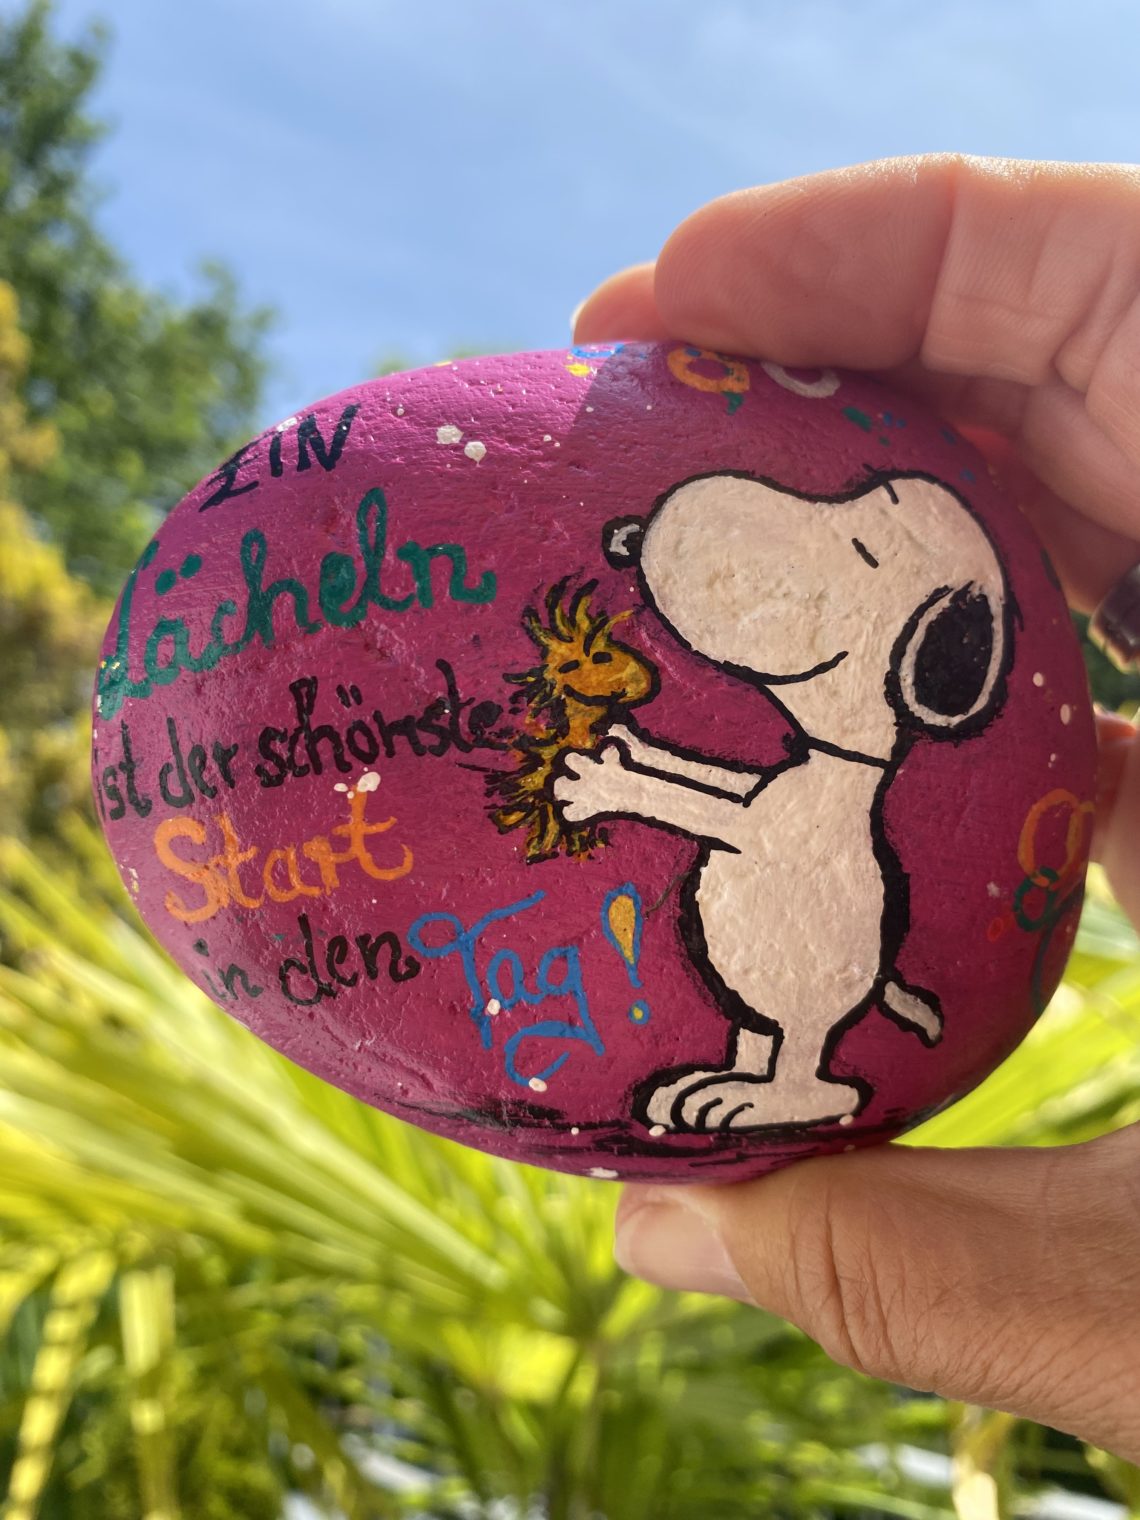 EIN
Lächeln
ist der schönste
Start
in den Tag!